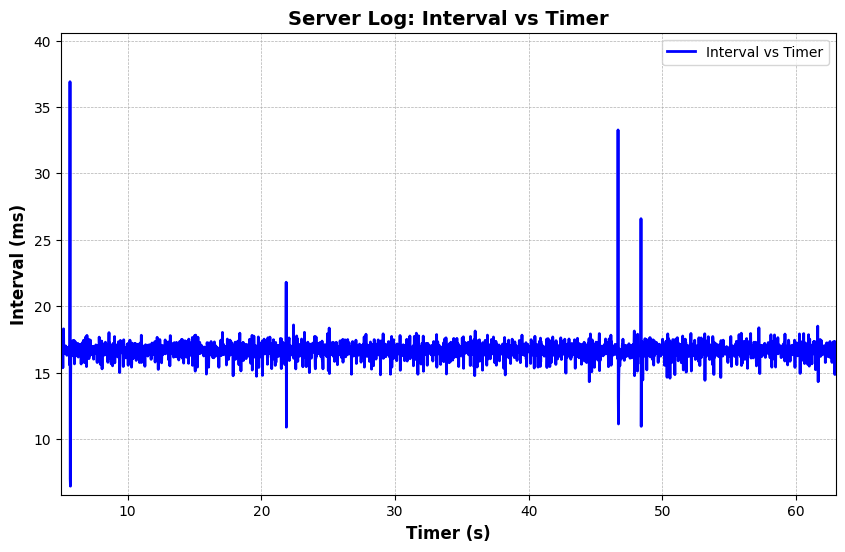 Server Log: Interval vs Timer
Interval vs Timer
40
35
30
25
20
15
10
Interval (ms)
10 20 30 40 50 60
Timer (s)